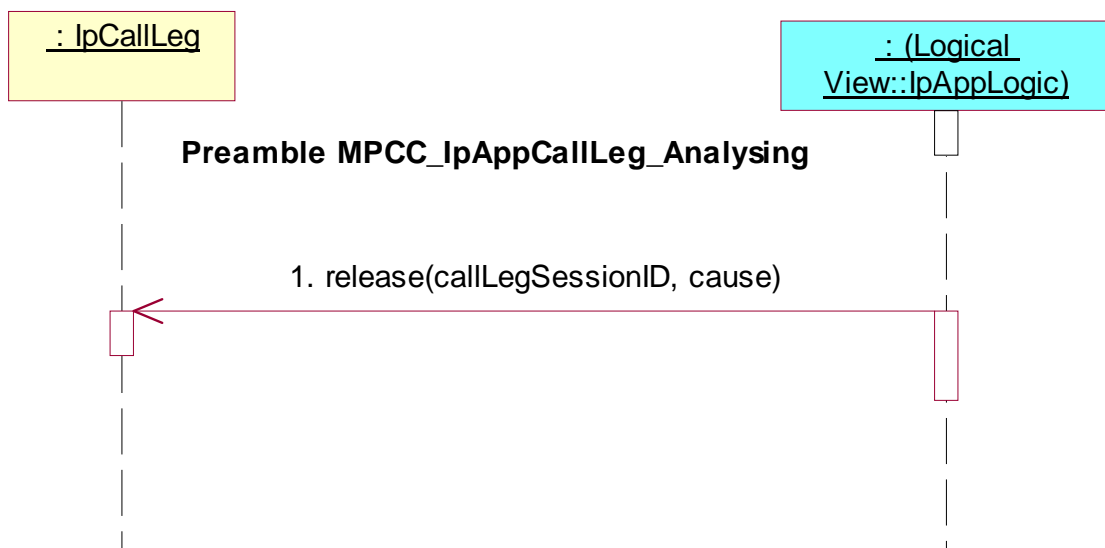 : IpCallLeg
: (Logical
View::IpAppLogic)
Preamble MPCC_IpAppCallLeg_Analysing
1. release(callLegSessionID, cause)